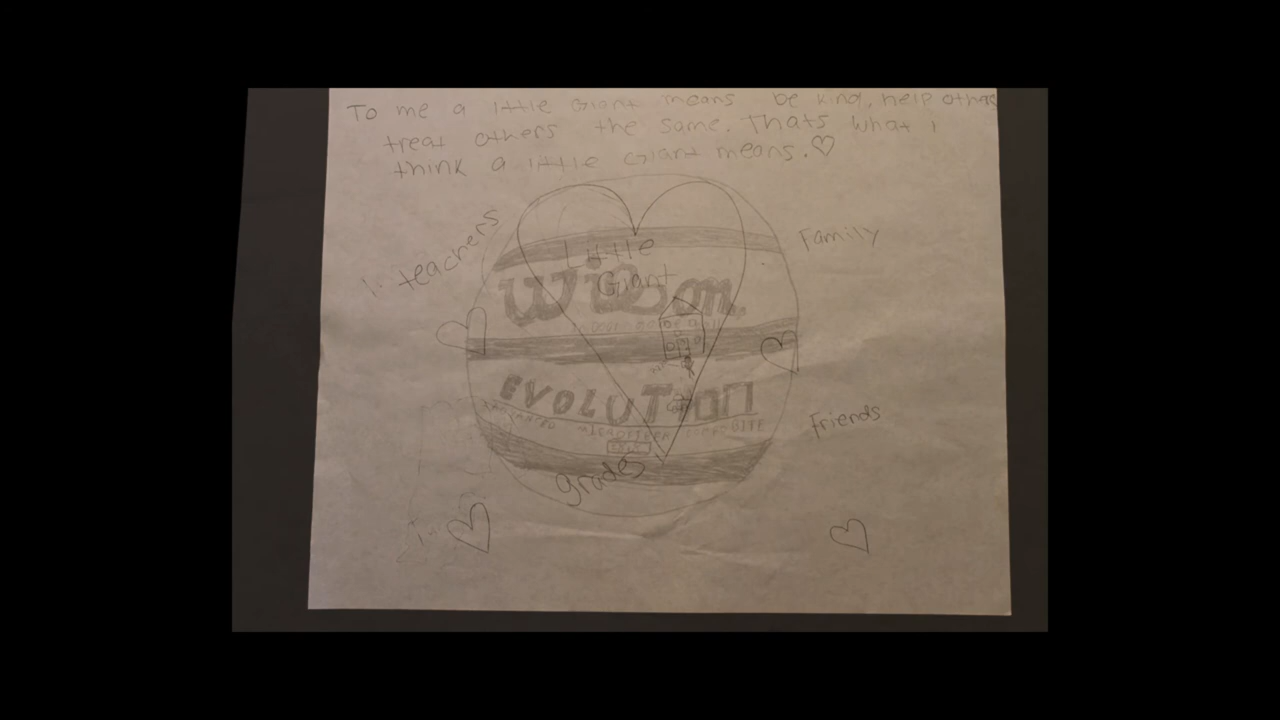 To me a little Giant means be kind, help othas
treat others the same. Thats what i
think a little Giant means.♡
teachers
Family
Little
Giant
Wilson
EVOLUTION
Friends
grades